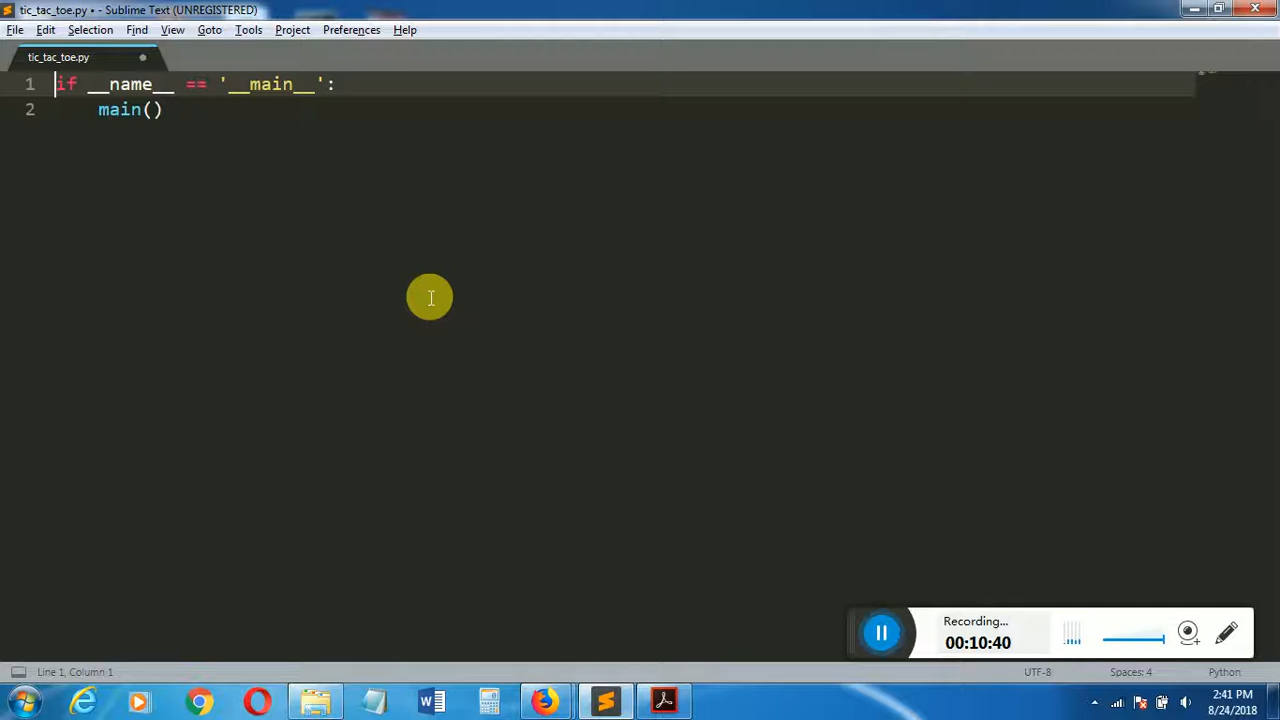 tic_tac_toe.py • - Sublime Text (UNREGISTERED)
File Edit Selection Find View Goto Tools Project Preferences Help
tic_tac_toe.py
1 if __name__ == '__main__':
2 main()
Recording...
00:10:40
Line 1, Column 1 UTF-8 Spaces: 4 Python
2:41 PM
8/24/2018